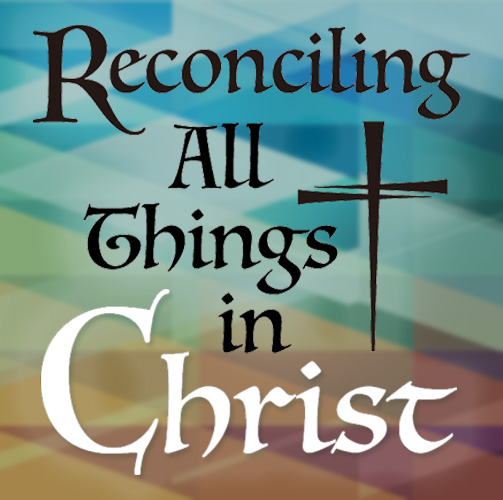 Reconciling
All
Things
in
Christ